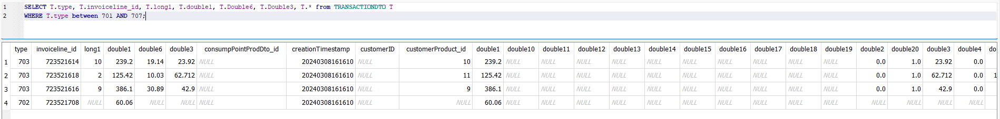 1 SELECT T.type, T.invoiceline_id, T.long1, T.double1, T.Double6, T.Double3, T.* from TRANSACTIONDTO T
2 WHERE T.type between 701 AND 707;
type invoiceline_id long1 double1 double6 double3 consumpPointProdDto_id creationTimestamp customerID customerProduct_id double1 double10 double11 double12 double13 double14 double15 double16 double17 double18 double19 double2 double20 double3 double4 do
1 703 723521614 10 239.2 19.14 23.92 NULL 20240308161610 NULL 10 239.2 NULL NULL NULL NULL NULL NULL NULL NULL NULL NULL 0.0 1.0 23.92 0.0
2 703 723521618 2 125.42 10.03 62.712 NULL 20240308161610 NULL 11 125.42 NULL NULL NULL NULL NULL NULL NULL NULL NULL NULL 0.0 1.0 62.712 0.0 1
3 703 723521616 9 386.1 30.89 42.9 NULL 20240308161610 NULL 9 386.1 NULL NULL NULL NULL NULL NULL NULL NULL NULL NULL 0.0 1.0 42.9 0.0
4 702 723521708 NULL 60.06 NULL NULL NULL 20240308161610 NULL NULL 60.06 NULL NULL NULL NULL NULL NULL NULL NULL NULL NULL NULL NULL NULL NULL